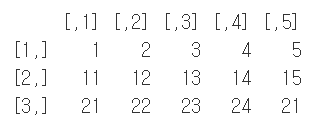 [,1] [,2] [,3] [,4] [,5]
[1,] 1 2 3 4 5
[2,] 11 12 13 14 15
[3,] 21 22 23 24 21